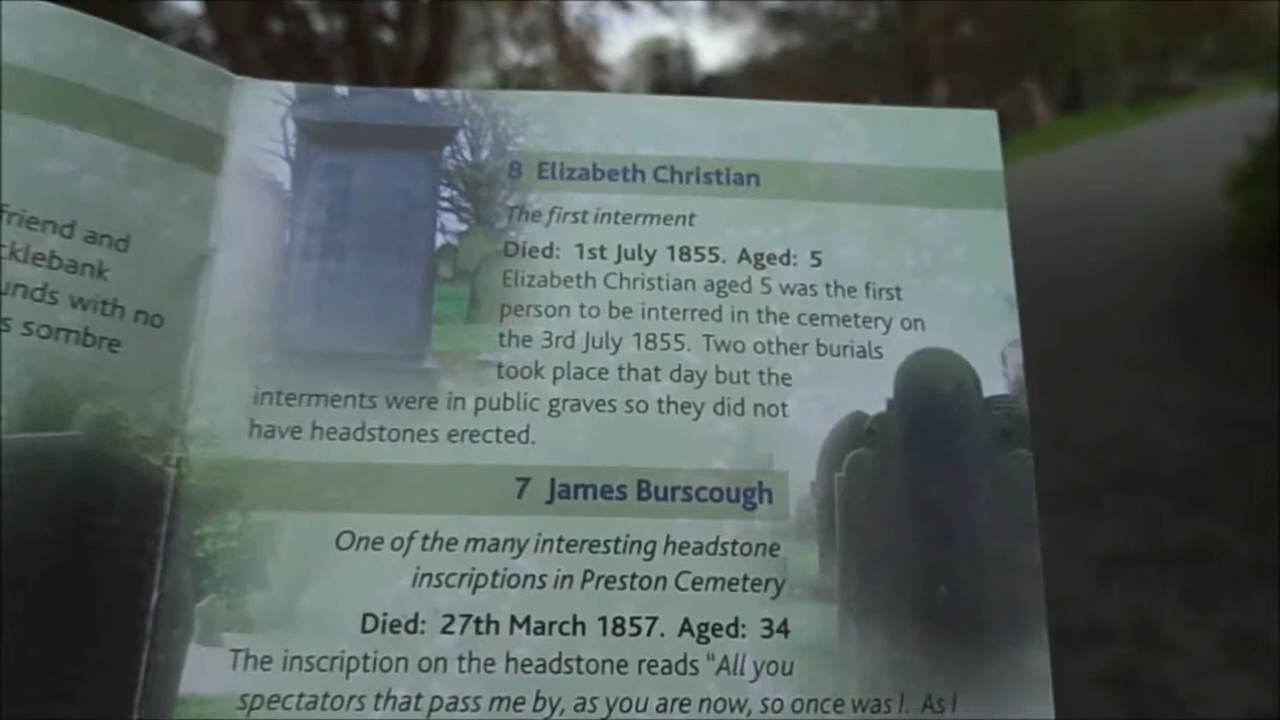 friend and
cklebank
unds with no
s sombre
8 Elizabeth Christian
The first interment
Died: 1st July 1855. Aged: 5
Elizabeth Christian aged 5 was the first
person to be interred in the cemetery on
the 3rd July 1855. Two other burials
took place that day but the
interments were in public graves so they did not
have headstones erected.
7 James Burscough
One of the many interesting headstone
inscriptions in Preston Cemetery
Died: 27th March 1857. Aged: 34
The inscription on the headstone reads "All you
spectators that pass me by, as you are now, so once was I. As I